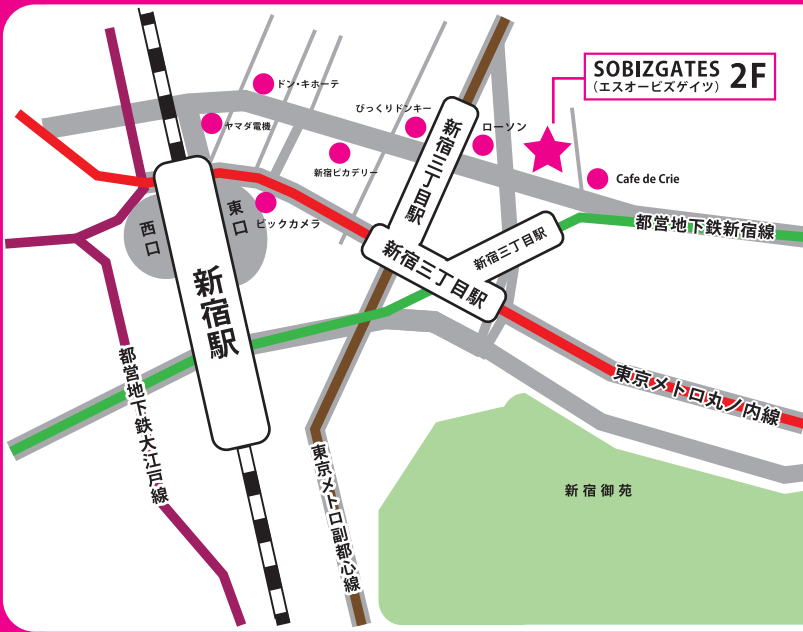 SOBIZGATES 2F
(エスオービズゲイツ)
ドン・キホーテ
びっくりドンキー
ヤマダ電機
ローソン
新宿三丁目駅
新宿ピカデリー
Cafe de Crie
東口
西口
ビックカメラ
都営地下鉄新宿線
新宿三丁目駅
新宿三丁目駅
新宿駅
都営地下鉄大江戸線
東京メトロ丸ノ内線
東京メトロ副都心線
新宿御苑